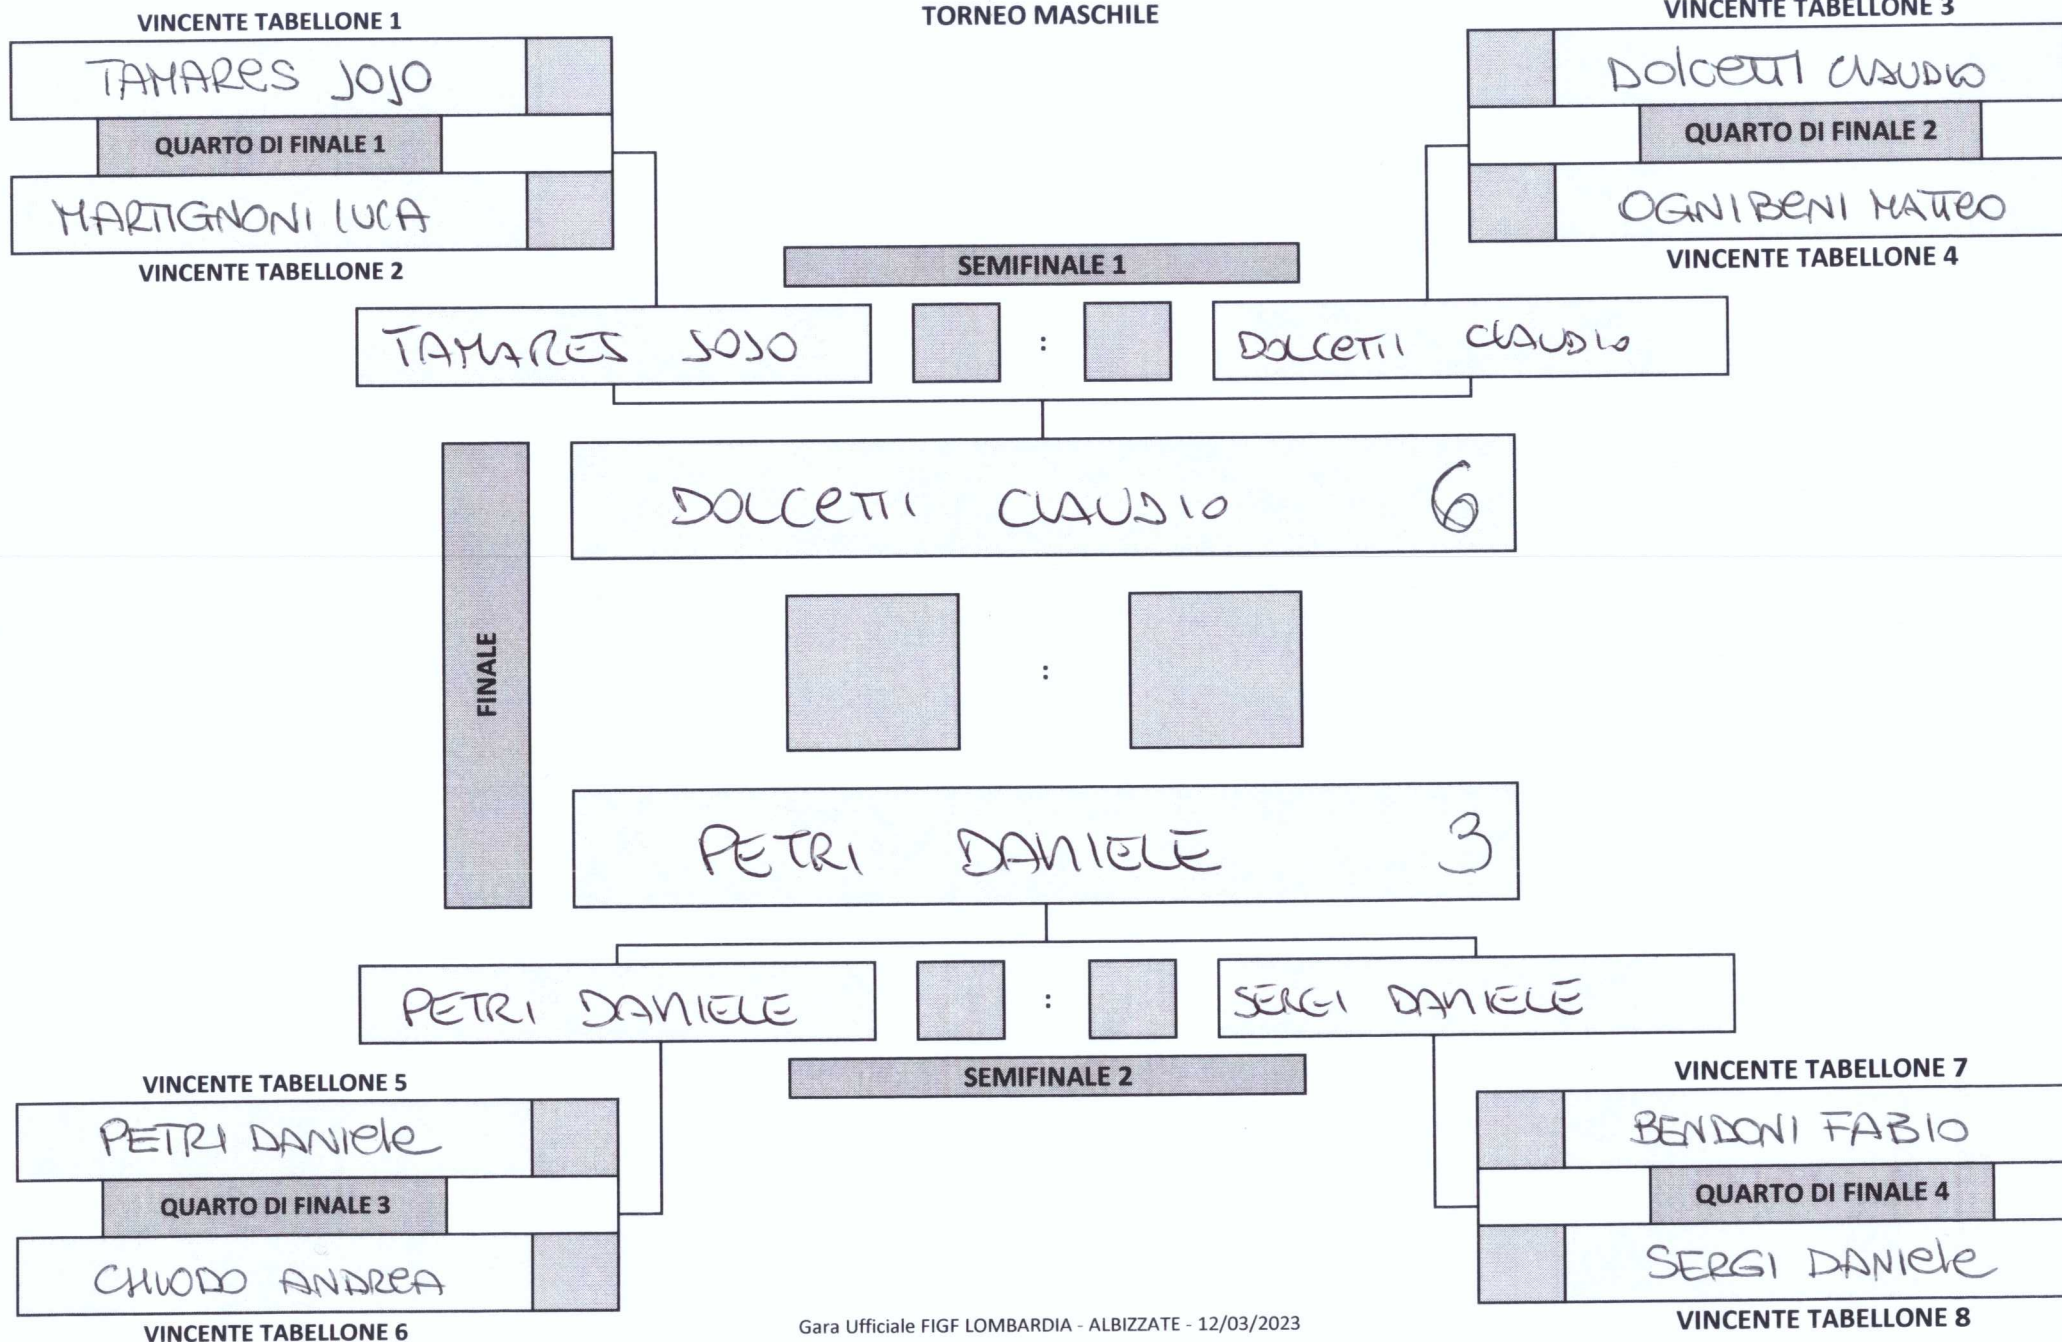 TORNEO MASCHILE
VINCENTE TABELLONE 1
TAMARES JOJO
QUARTO DI FINALE 1
MARTIGNONI LUCA
VINCENTE TABELLONE 2
VINCENTE TABELLONE 3
DOLCETTI CLAUDIO
QUARTO DI FINALE 2
OGNIBENI MATTEO
VINCENTE TABELLONE 4
SEMIFINALE 1
TAMARES JOJO : DOLCETTI CLAUDIO
DOLCETTI CLAUDIO 6
FINALE
:
PETRI DANIELE 3
PETRI DANIELE : SERGI DANIELE
SEMIFINALE 2
VINCENTE TABELLONE 5
PETRI DANIELE
QUARTO DI FINALE 3
CHIODO ANDREA
VINCENTE TABELLONE 6
VINCENTE TABELLONE 7
BENDONI FABIO
QUARTO DI FINALE 4
SERGI DANIELE
VINCENTE TABELLONE 8
Gara Ufficiale FIGF LOMBARDIA - ALBIZZATE - 12/03/2023